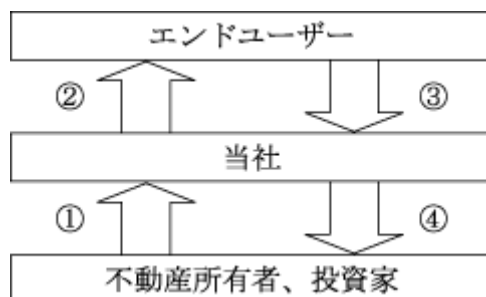 エンドユーザー
② ③
当社
① ④
不動産所有者、投資家